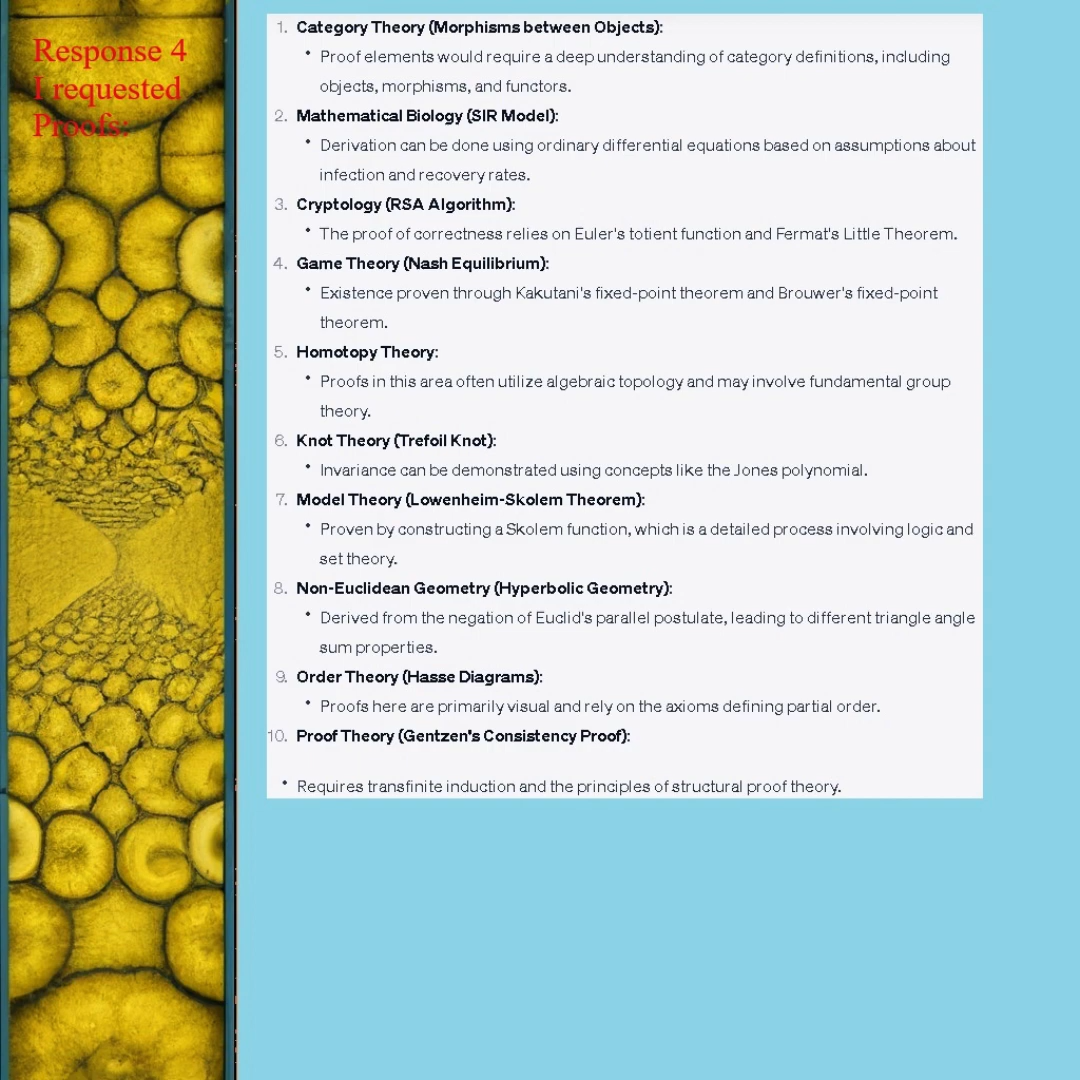 Response 4
I requested
Proofs:
1. Category Theory (Morphisms between Objects):
• Proof elements would require a deep understanding of category definitions, including
objects, morphisms, and functors.
2. Mathematical Biology (SIR Model):
• Derivation can be done using ordinary differential equations based on assumptions about
infection and recovery rates.
3. Cryptology (RSA Algorithm):
• The proof of correctness relies on Euler's totient function and Fermat's Little Theorem.
4. Game Theory (Nash Equilibrium):
• Existence proven through Kakutani's fixed-point theorem and Brouwer's fixed-point
theorem.
5. Homotopy Theory:
• Proofs in this area often utilize algebraic topology and may involve fundamental group
theory.
6. Knot Theory (Trefoil Knot):
• Invariance can be demonstrated using concepts like the Jones polynomial.
7. Model Theory (Lowenheim-Skolem Theorem):
• Proven by constructing a Skolem function, which is a detailed process involving logic and
set theory.
8. Non-Euclidean Geometry (Hyperbolic Geometry):
• Derived from the negation of Euclid's parallel postulate, leading to different triangle angle
sum properties.
9. Order Theory (Hasse Diagrams):
• Proofs here are primarily visual and rely on the axioms defining partial order.
10. Proof Theory (Gentzen's Consistency Proof):
• Requires transfinite induction and the principles of structural proof theory.